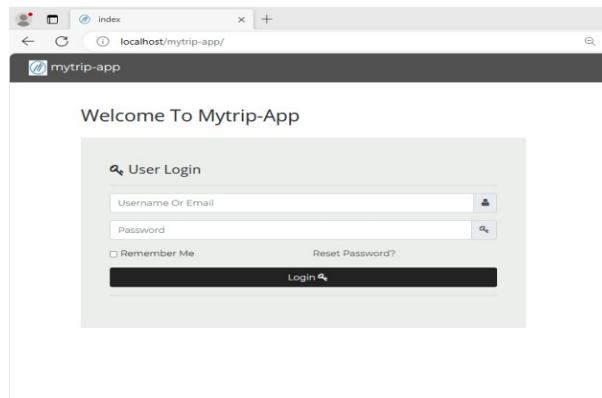 index
localhost/mytrip-app/
mytrip-app
Welcome To Mytrip-App
User Login
Username Or Email
Password
Remember Me Reset Password?
Login